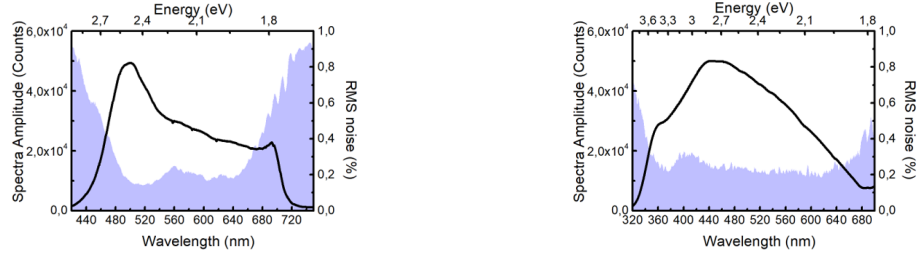 Energy (eV)
2,7 2,4 2,1 1,8
Spectra Amplitude (Counts)
6,0x10⁴
4,0x10⁴
2,0x10⁴
0,0
1,0
0,8
0,6
0,4
0,2
0,0
RMS noise (%)
440 480 520 560 600 640 680 720
Wavelength (nm)
Energy (eV)
3,6 3,3 3 2,7 2,4 2,1 1,8
Spectra Amplitude (Counts)
6,0x10⁴
4,0x10⁴
2,0x10⁴
0,0
1,0
0,8
0,6
0,4
0,2
0,0
RMS noise (%)
320 360 400 440 480 520 560 600 640 680
Wavelength (nm)